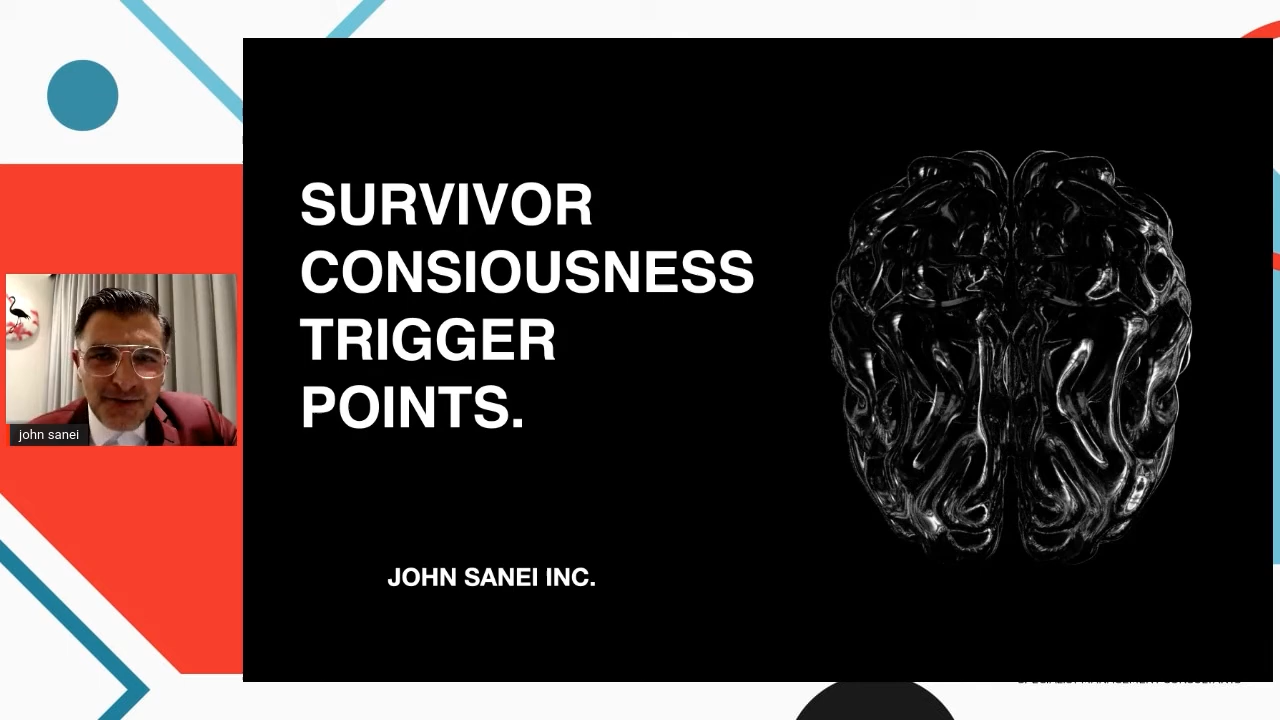 SURVIVOR
CONSIOUSNESS
TRIGGER
POINTS.
john sanei
JOHN SANEI INC.